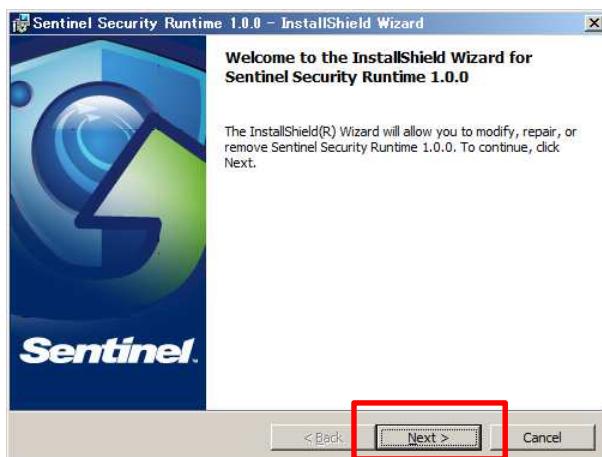 Sentinel Security Runtime 1.0.0 - InstallShield Wizard
Welcome to the InstallShield Wizard for
Sentinel Security Runtime 1.0.0
The InstallShield(R) Wizard will allow you to modify, repair, or
remove Sentinel Security Runtime 1.0.0. To continue, click
Next.
Sentinel.
< Back
Next >
Cancel